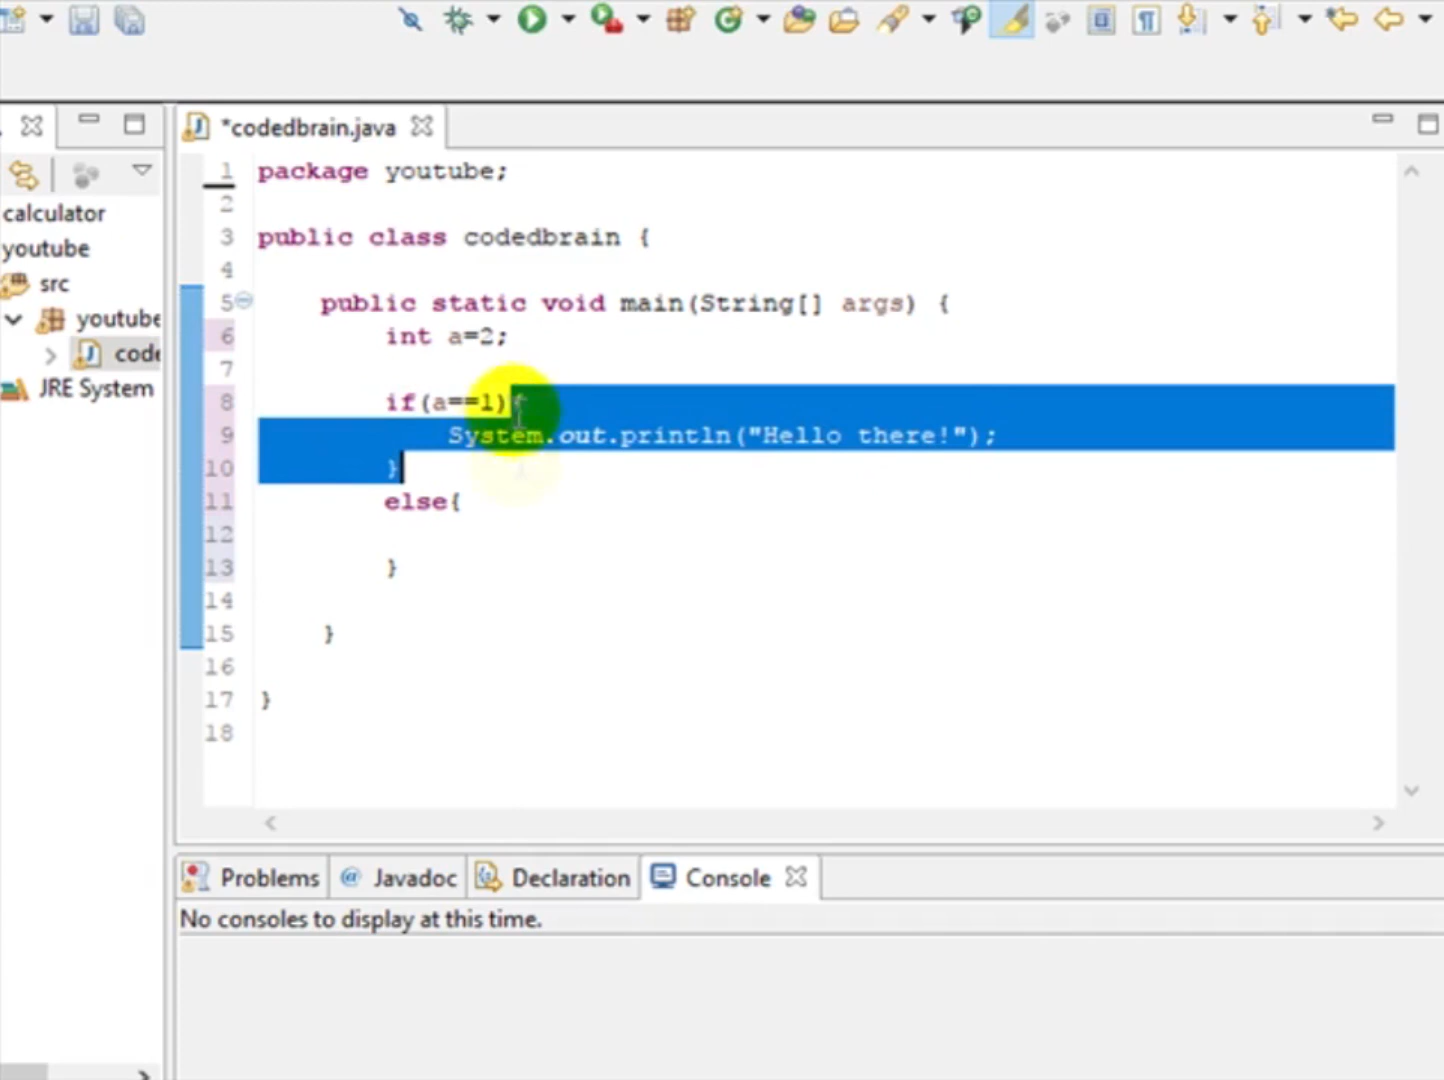 *codedbrain.java
calculator
youtube
src
youtube
code
JRE System
1 package youtube;
2
3 public class codedbrain {
4
5 public static void main(String[] args) {
6 int a=2;
7
8 if(a==1){
9 System.out.println("Hello there!");
10 }
11 else{
12
13 }
14
15 }
16
17 }
18
Problems @ Javadoc Declaration Console
No consoles to display at this time.